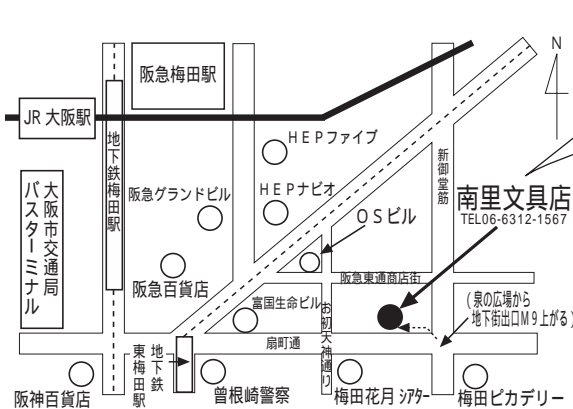 N
阪急梅田駅
JR 大阪駅
地下鉄梅田駅
HEPファイブ
新御堂筋
大阪市交通局
バスターミナル
阪急グランドビル
HEPナビオ
南里文具店
TEL06-6312-1567
OSビル
阪急東通商店街
阪急百貨店
富国生命ビル
お初天神通り
(泉の広場から
地下街出口M9上がる)
扇町通
地下鉄
東梅田駅
阪神百貨店
曽根崎警察
梅田花月 シアター
梅田ピカデリー